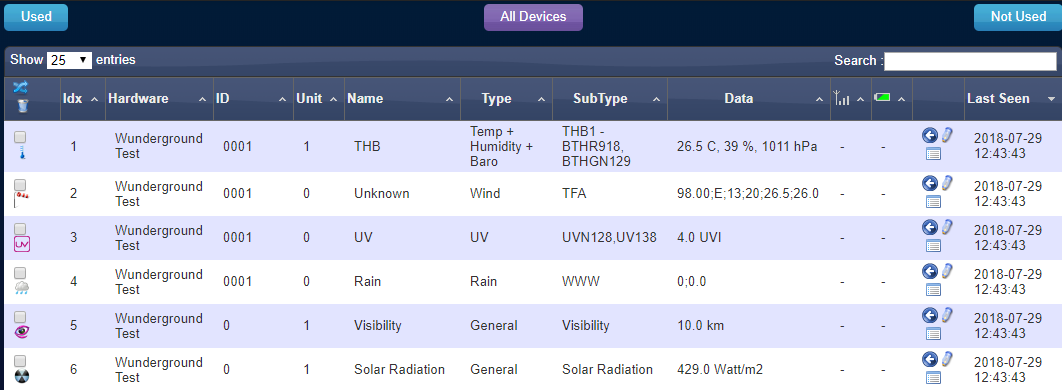 Used All Devices Not Used
Show 25 entries Search :
Idx Hardware ID Unit Name Type SubType Data Last Seen
1 Wunderground Test 0001 1 THB Temp + Humidity + Baro THB1 - BTHR918, BTHGN129 26.5 C, 39 %, 1011 hPa - - 2018-07-29 12:43:43
2 Wunderground Test 0001 0 Unknown Wind TFA 98.00;E;13;20;26.5;26.0 - - 2018-07-29 12:43:43
UV 3 Wunderground Test 0001 0 UV UV UVN128,UV138 4.0 UVI - - 2018-07-29 12:43:43
4 Wunderground Test 0001 0 Rain Rain WWW 0;0.0 - - 2018-07-29 12:43:43
5 Wunderground Test 0 1 Visibility General Visibility 10.0 km - - 2018-07-29 12:43:43
6 Wunderground Test 0 1 Solar Radiation General Solar Radiation 429.0 Watt/m2 - - 2018-07-29 12:43:43